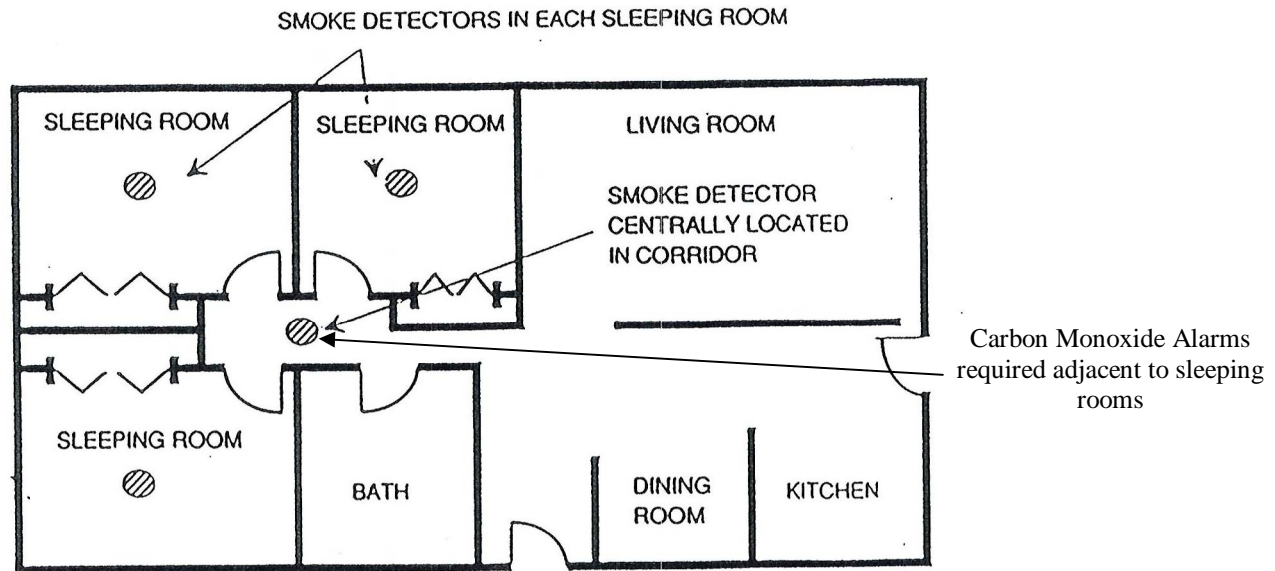 SMOKE DETECTORS IN EACH SLEEPING ROOM
SLEEPING ROOM
SLEEPING ROOM
LIVING ROOM
SMOKE DETECTOR
CENTRALLY LOCATED
IN CORRIDOR
Carbon Monoxide Alarms
required adjacent to sleeping
rooms
SLEEPING ROOM
BATH
DINING
ROOM
KITCHEN